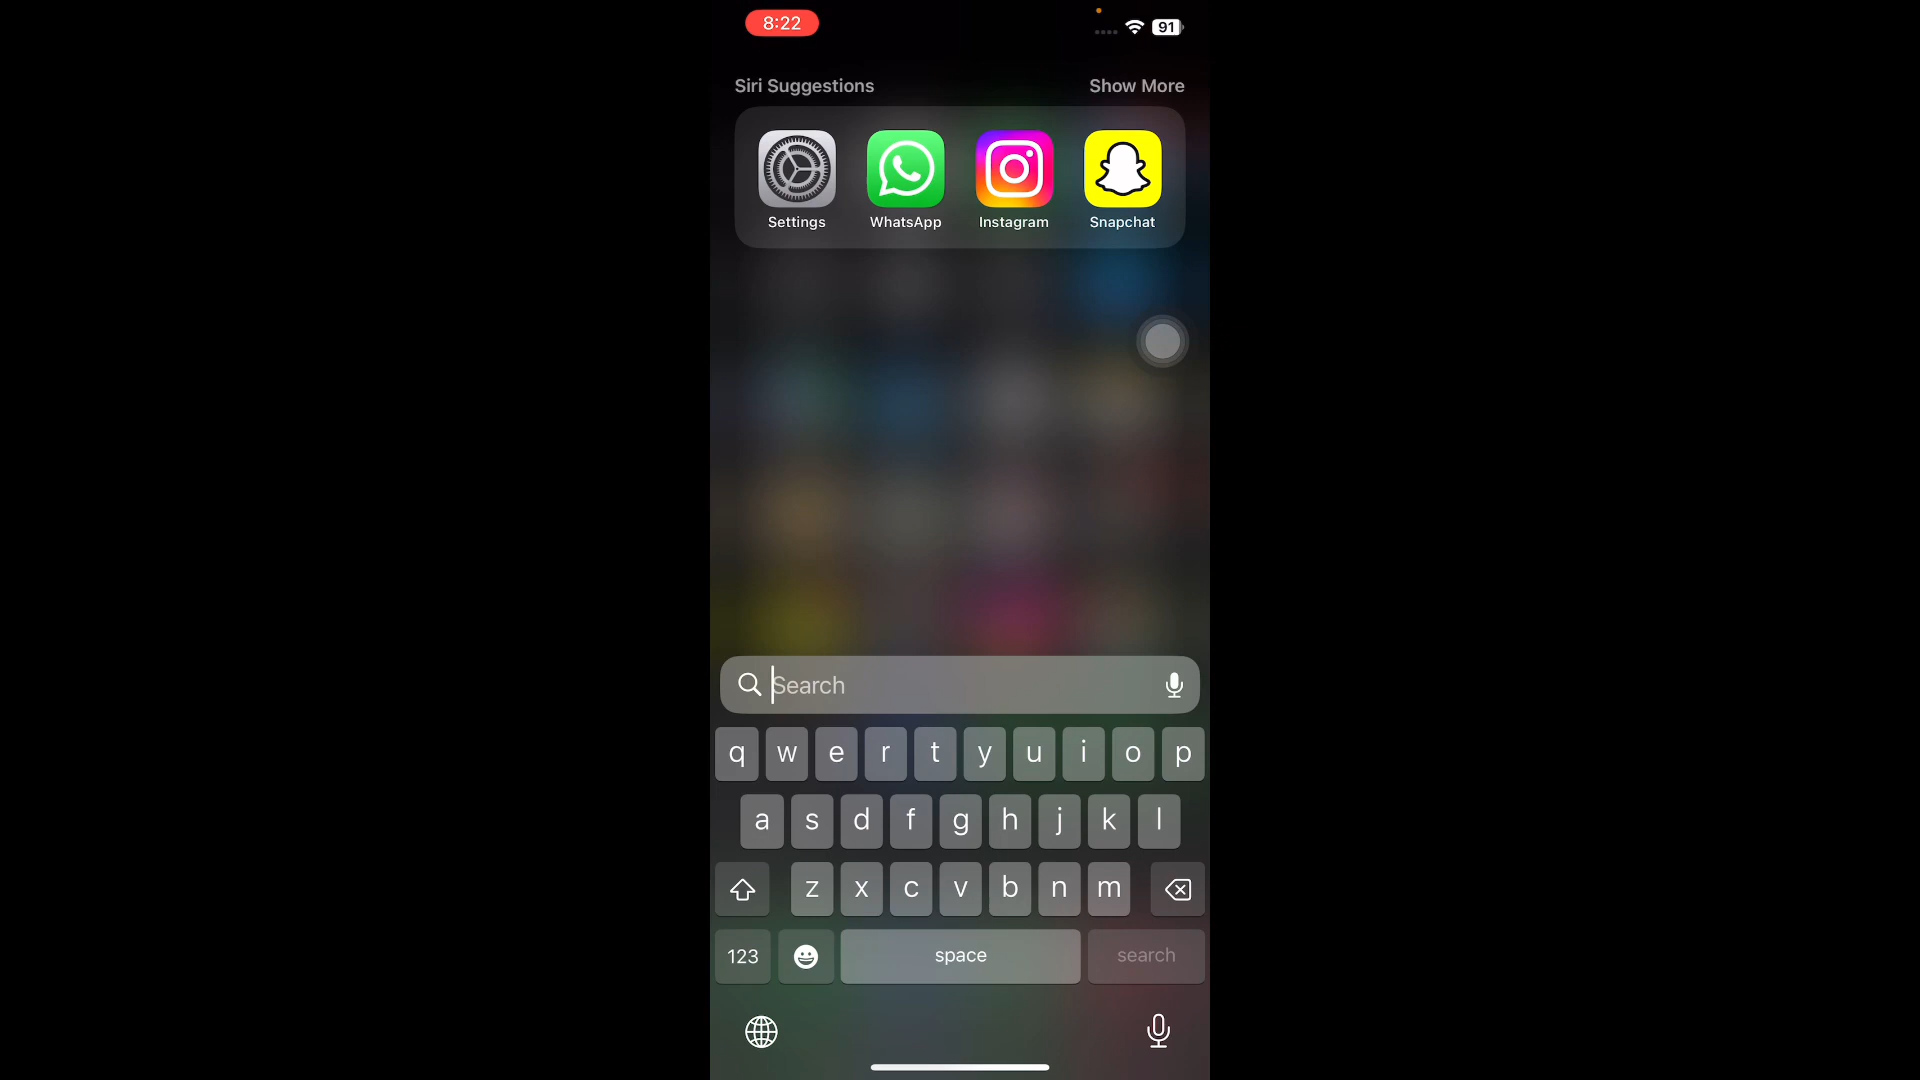 8:22
91
Siri Suggestions Show More
Settings WhatsApp Instagram Snapchat
Search
q w e r t y u i o p
a s d f g h j k l
z x c v b n m
123 space search